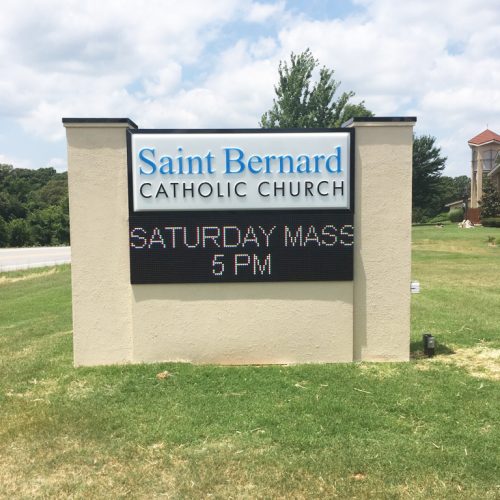 Saint Bernard
CATHOLIC CHURCH
SATURDAY MASS
5 PM